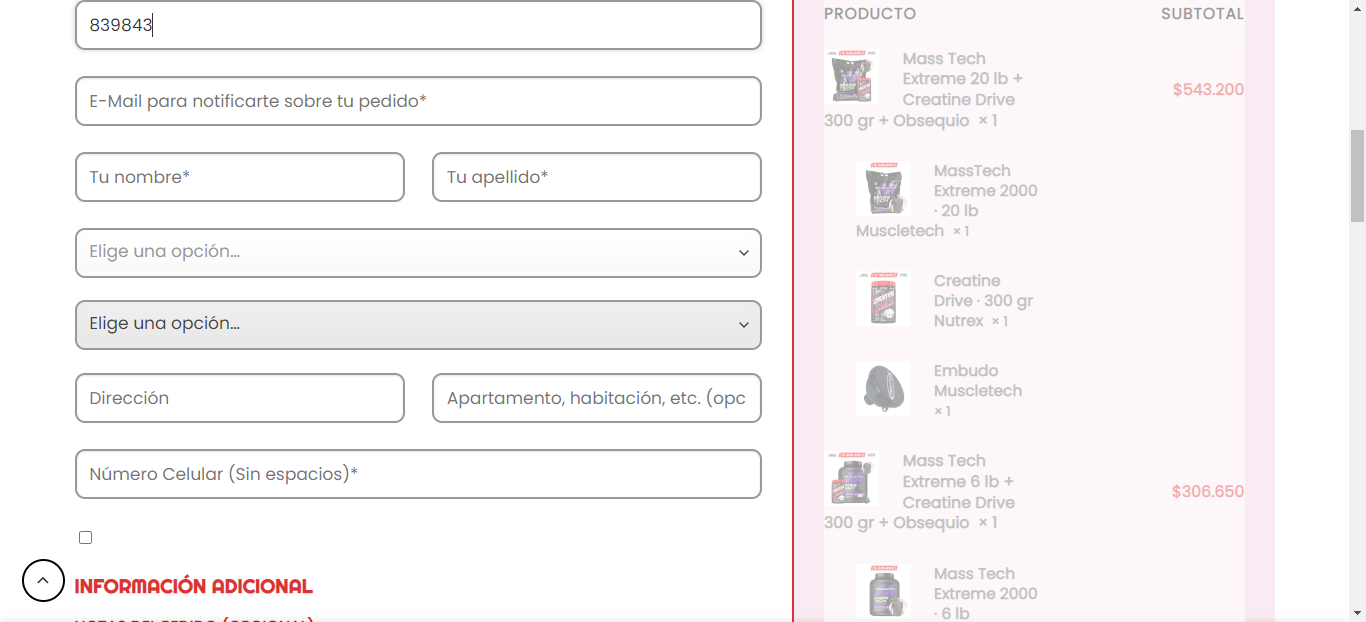 839843
E-Mail para notificarte sobre tu pedido*
Tu nombre*
Tu apellido*
Elige una opción...
Elige una opción...
Dirección
Apartamento, habitación, etc. (opc
Número Celular (Sin espacios)*
INFORMACIÓN ADICIONAL
NOTAS DEL PEDIDO (OPCIONAL)
PRODUCTO
SUBTOTAL
Mass Tech
Extreme 20 lb +
Creatine Drive
300 gr + Obsequio × 1
$543.200
MassTech
Extreme 2000
· 20 lb
Muscletech × 1
Creatine
Drive · 300 gr
Nutrex × 1
Embudo
Muscletech
× 1
Mass Tech
Extreme 6 lb +
Creatine Drive
300 gr + Obsequio × 1
$306.650
Mass Tech
Extreme 2000
· 6 lb